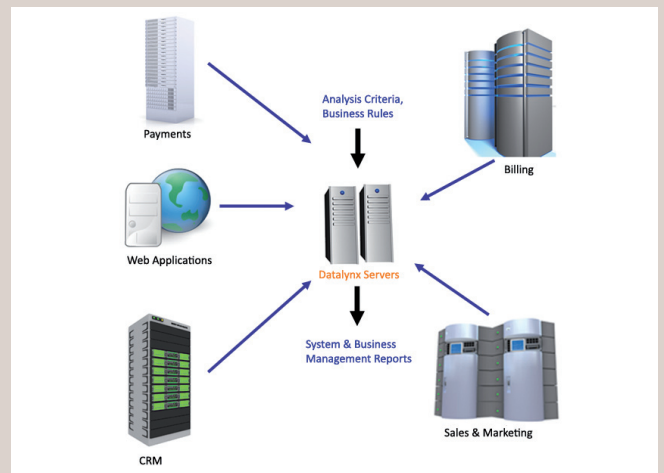 Analysis Criteria,
Business Rules
Payments
Billing
Web Applications
Datalynx Servers
System & Business
Management Reports
Sales & Marketing
CRM